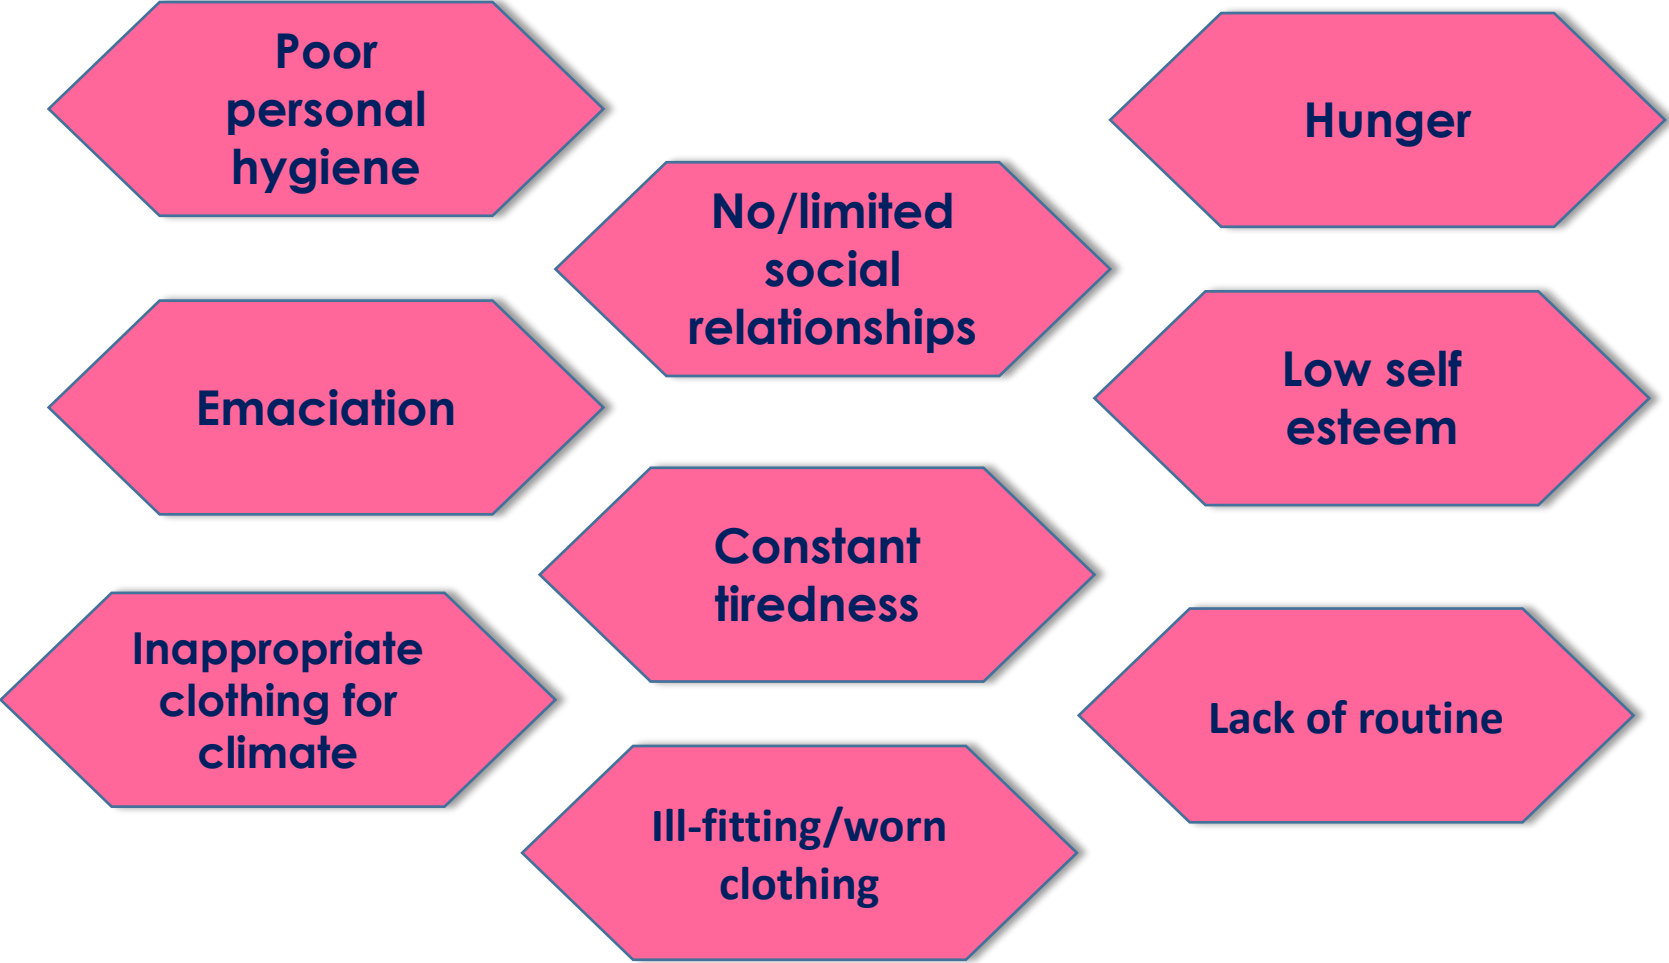 Poor
personal
hygiene
Hunger
No/limited
social
relationships
Emaciation
Low self
esteem
Constant
tiredness
Inappropriate
clothing for
climate
Lack of routine
Ill-fitting/worn
clothing